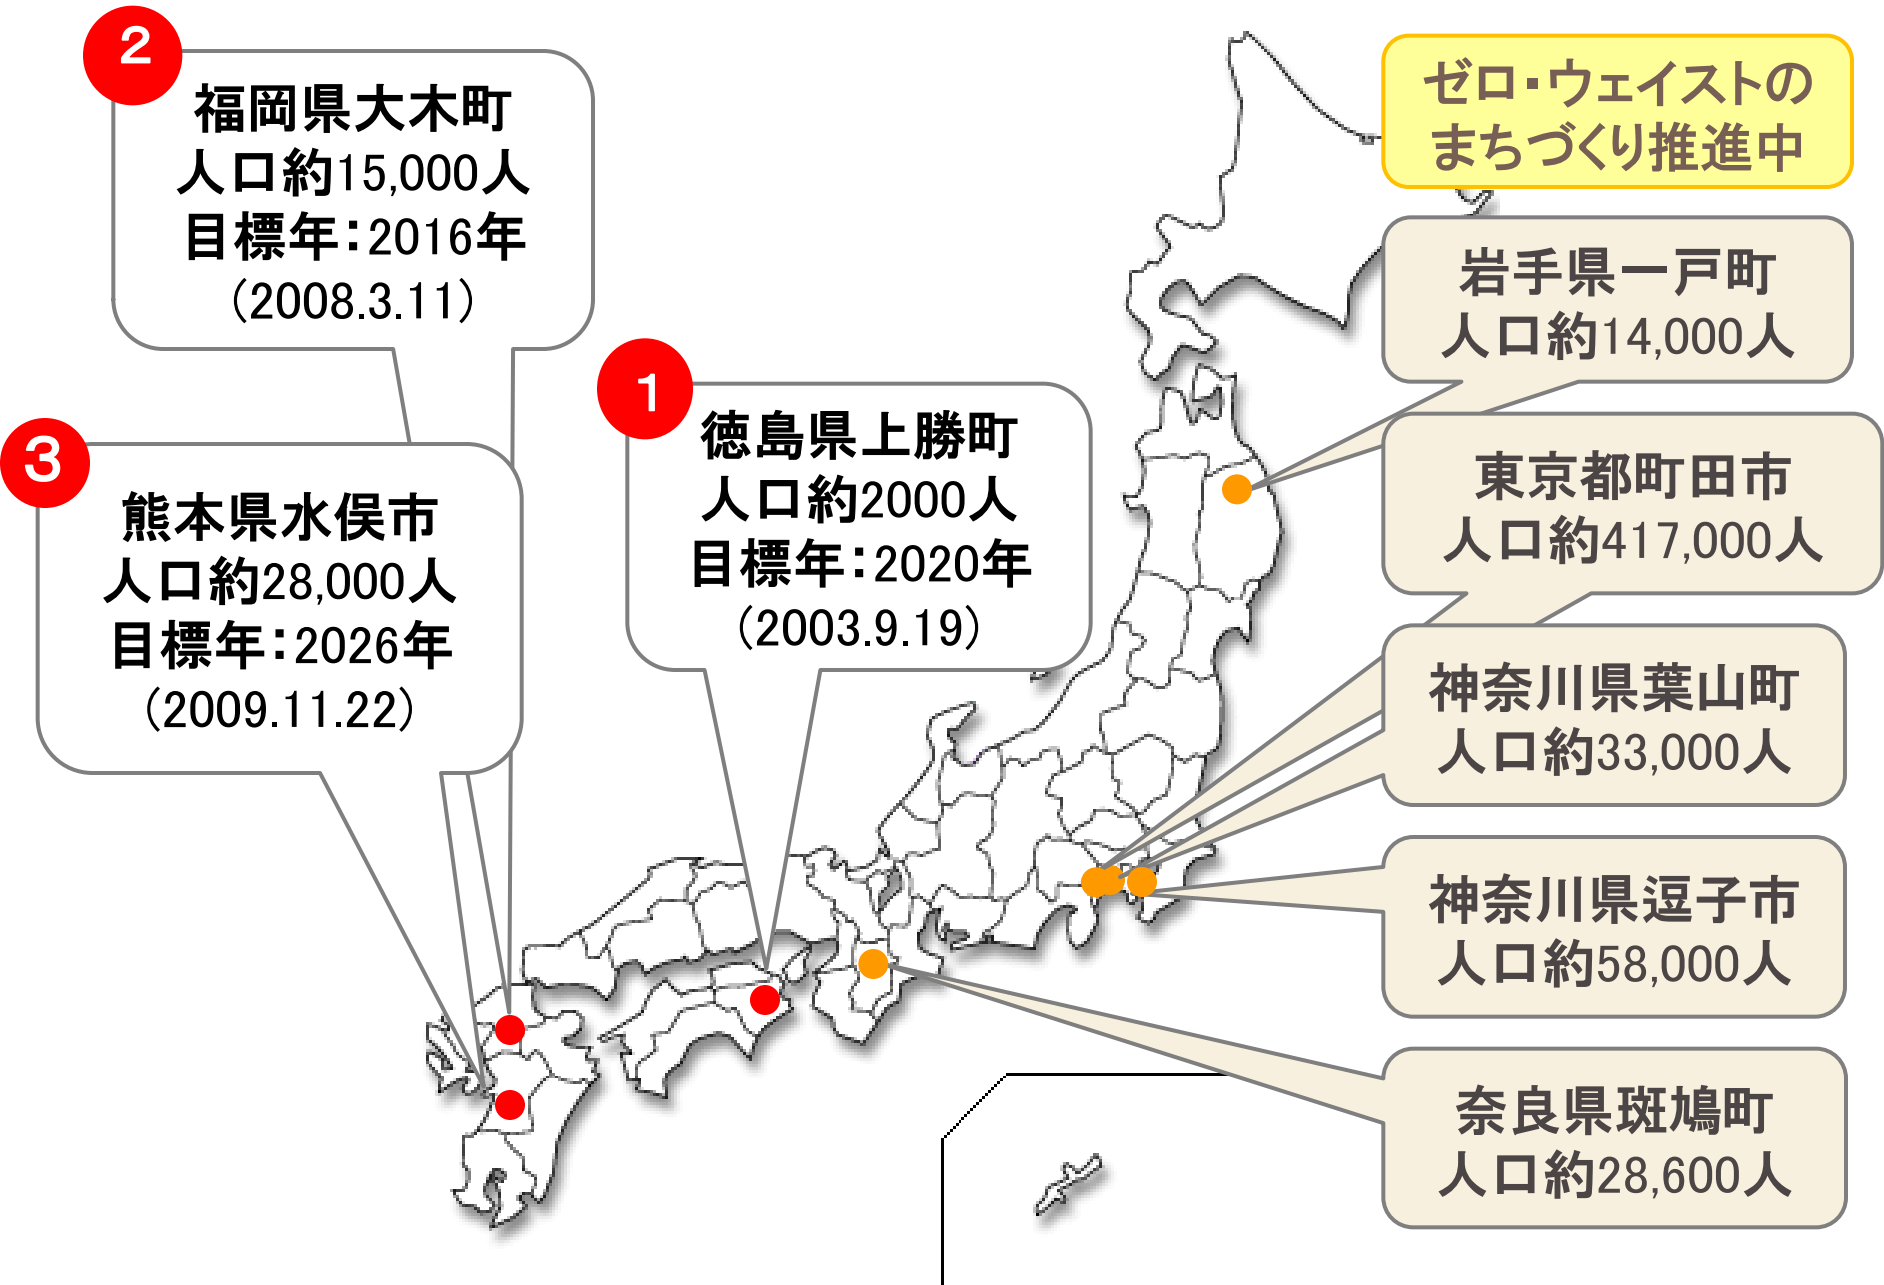 2
福岡県大木町
人口約15,000人
目標年：2016年
(2008.3.11)
1
徳島県上勝町
人口約2000人
目標年：2020年
(2003.9.19)
3
熊本県水俣市
人口約28,000人
目標年：2026年
(2009.11.22)
ゼロ・ウェイストの
まちづくり推進中
岩手県一戸町
人口約14,000人
東京都町田市
人口約417,000人
神奈川県葉山町
人口約33,000人
神奈川県逗子市
人口約58,000人
奈良県斑鳩町
人口約28,600人